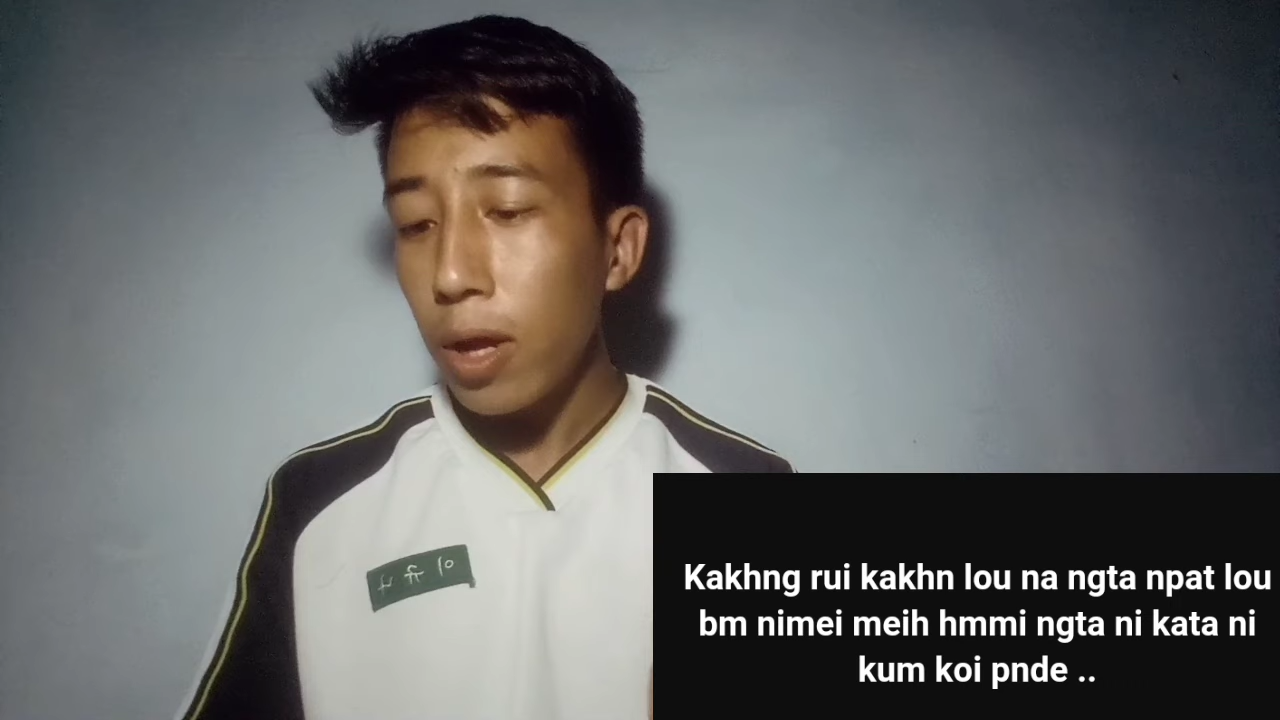 Kakhng rui kakhn lou na ngta npat lou
bm nimei meih hmmi ngta ni kata ni
kum koi pnde ..